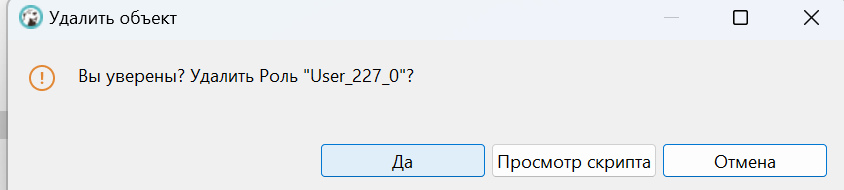 Удалить объект
Вы уверены? Удалить Роль "User_227_0"?
Да
Просмотр скрипта
Отмена